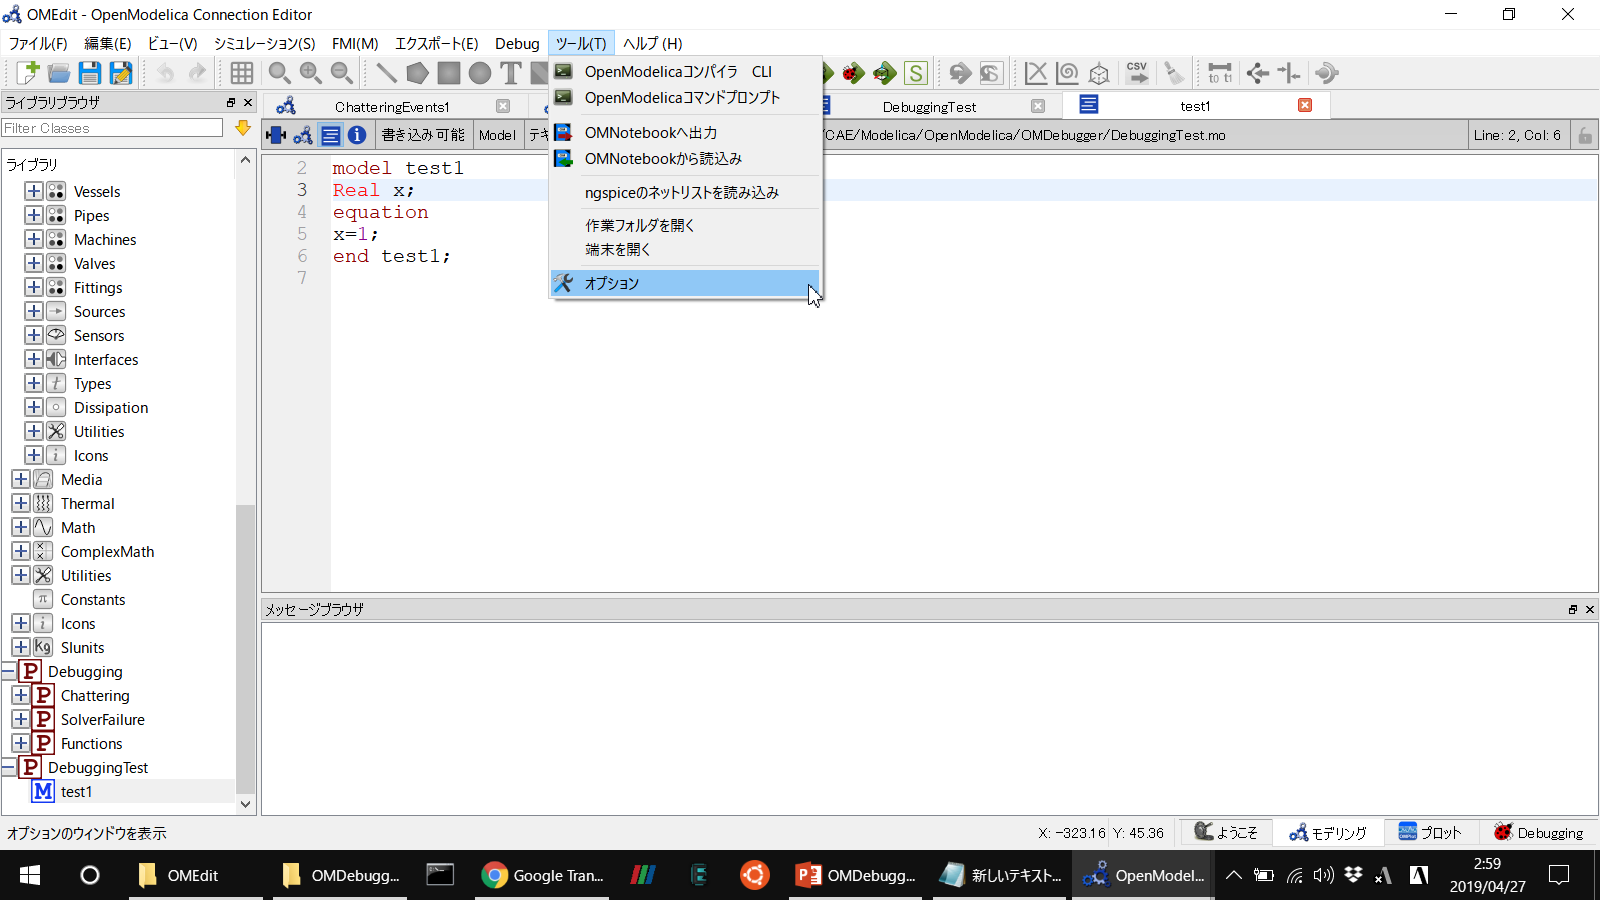 OMEdit - OpenModelica Connection Editor
ファイル(F) 編集(E) ビュー(V) シミュレーション(S) FMI(M) エクスポート(E) Debug ツール(T) ヘルプ (H)
OpenModelicaコンパイラ CLI
OpenModelicaコマンドプロンプト
OMNotebookへ出力
OMNotebookから読込み
ngspiceのネットリストを読み込み
作業フォルダを開く
端末を開く
オプション
T
S
CSV
t0 t1
ライブラリブラウザ
Filter Classes
ライブラリ
Vessels
Pipes
Machines
Valves
Fittings
Sources
Sensors
Interfaces
Types
Dissipation
Utilities
Icons
Media
Thermal
Math
ComplexMath
Utilities
Constants
Icons
SIunits
Debugging
Chattering
SolverFailure
Functions
DebuggingTest
test1
ChatteringEvents1 DebuggingTest test1
書き込み可能 Model テキ /CAE/Modelica/OpenModelica/OMDebugger/DebuggingTest.mo Line: 2, Col: 6
2 model test1
3 Real x;
4 equation
5 x=1;
6 end test1;
7
メッセージブラウザ
オプションのウィンドウを表示 X: -323.16 Y: 45.36 ようこそ モデリング プロット Debugging
OMEdit OMDebugg... Google Tran... OMDebugg... 新しいテキスト... OpenModel... 2:59
2019/04/27